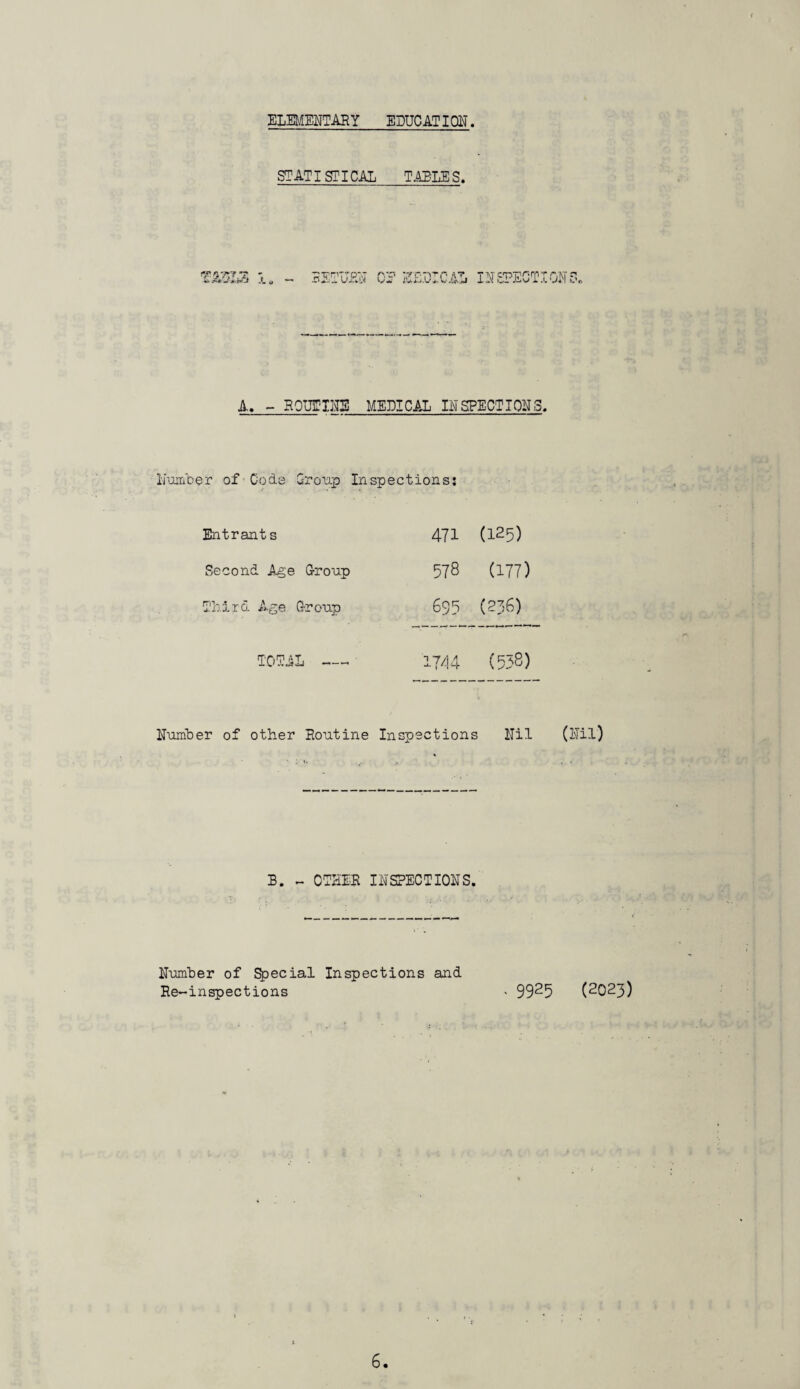 ELEMENTARY EDUCATION.
STATISTICAL TABLES.
TABLE 1. - RETURN OF MEDICAL INSPECTIONS.
A. - ROUTINE MEDICAL INSPECTIONS.
Number of Code Group Inspections:
Entrants 471 (125)
Second Age Group 578 (177)
Third Age Group 695 (236)
TOTAL --- 1744 (538)
Number of other Routine Inspections Nil (Nil)
B. - OTHER INSPECTIONS.
Number of Special Inspections and
Re-inspections 9925 (2023)
6.